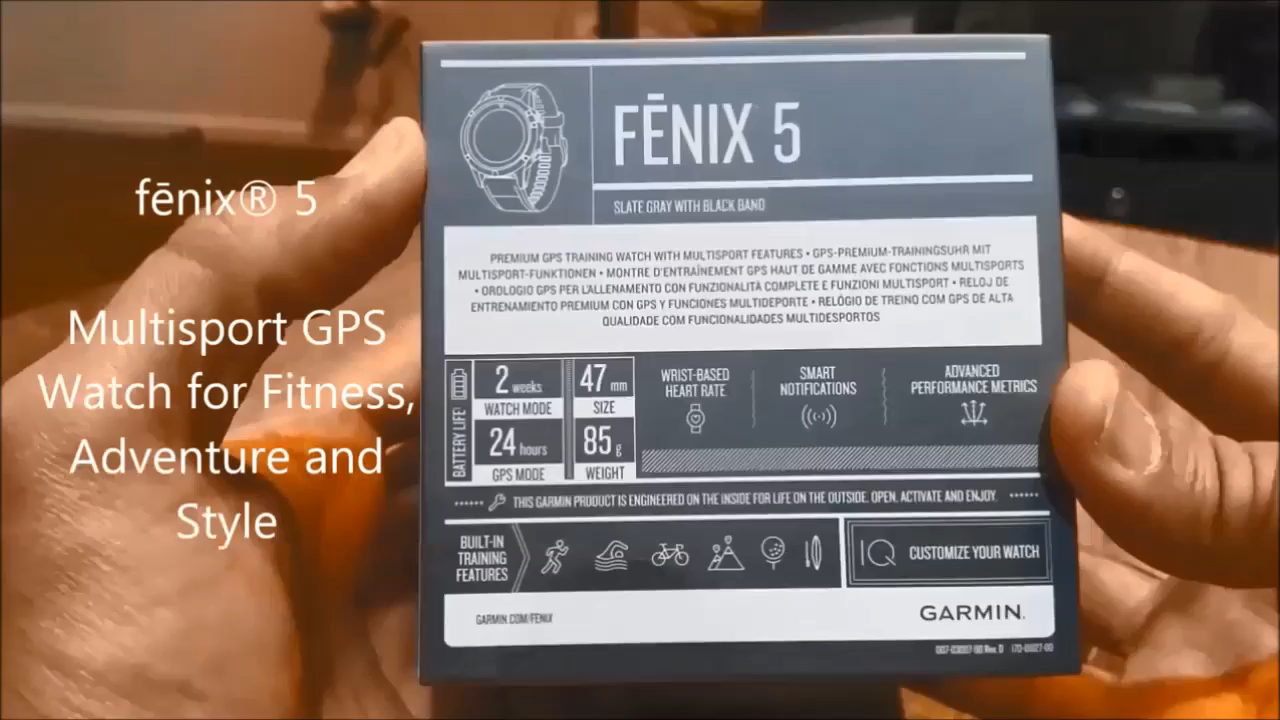 fēnix® 5
Multisport GPS
Watch for Fitness,
Adventure and
Style
FĒNIX 5
SLATE GRAY WITH BLACK BAND
PREMIUM GPS TRAINING WATCH WITH MULTISPORT FEATURES • GPS-PREMIUM-TRAININGSUHR MIT
MULTISPORT-FUNKTIONEN • MONTRE D'ENTRAÎNEMENT GPS HAUT DE GAMME AVEC FONCTIONS MULTISPORTS
• OROLOGIO GPS PER L'ALLENAMENTO CON FUNZIONALITÀ COMPLETE E FUNZIONI MULTISPORT • RELOJ DE
ENTRENAMIENTO PREMIUM CON GPS Y FUNCIONES MULTIDEPORTE • RELÓGIO DE TREINO COM GPS DE ALTA
QUALIDADE COM FUNCIONALIDADES MULTIDESPORTOS
BATTERY LIFE
2 weeks
WATCH MODE
24 hours
GPS MODE
47 mm
SIZE
85 g
WEIGHT
WRIST-BASED
HEART RATE
SMART
NOTIFICATIONS
ADVANCED
PERFORMANCE METRICS
THIS GARMIN PRODUCT IS ENGINEERED ON THE INSIDE FOR LIFE ON THE OUTSIDE. OPEN, ACTIVATE AND ENJOY.
BUILT-IN
TRAINING
FEATURES
IQ CUSTOMIZE YOUR WATCH
GARMIN.COM/FENIX
GARMIN.